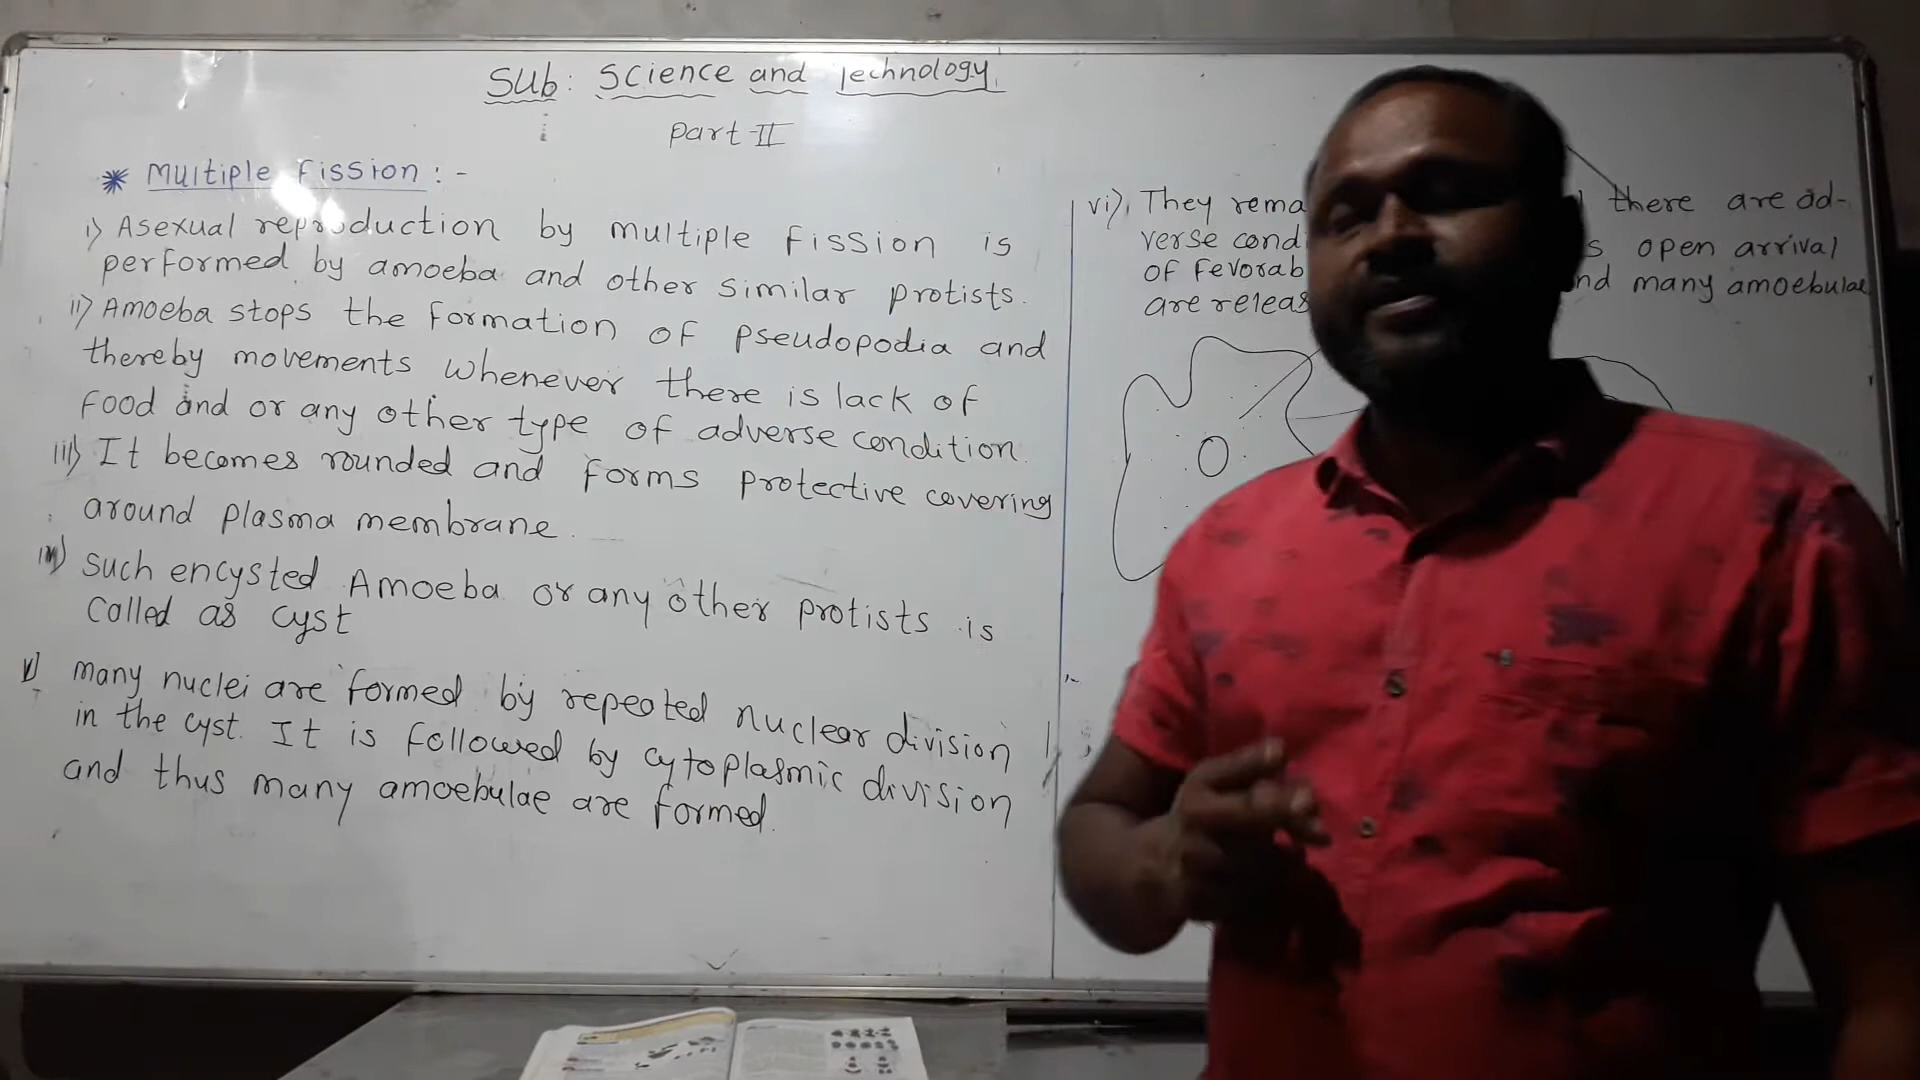 Sub: Science and Technology
Part-II
* Multiple Fission :-
i) Asexual reproduction by multiple fission is
performed by amoeba and other similar protists.
ii) Amoeba stops the formation of pseudopodia and
thereby movements whenever there is lack of
food and or any other type of adverse condition.
iii) It becomes rounded and forms protective covering
around plasma membrane.
iv) Such encysted Amoeba or any other protists is
called as cyst
v) many nuclei are formed by repeated nuclear division
in the cyst. It is followed by cytoplasmic division
and thus many amoebulae are formed.
vi) They there are ad-
verse open arrival
of many amoebulae
are